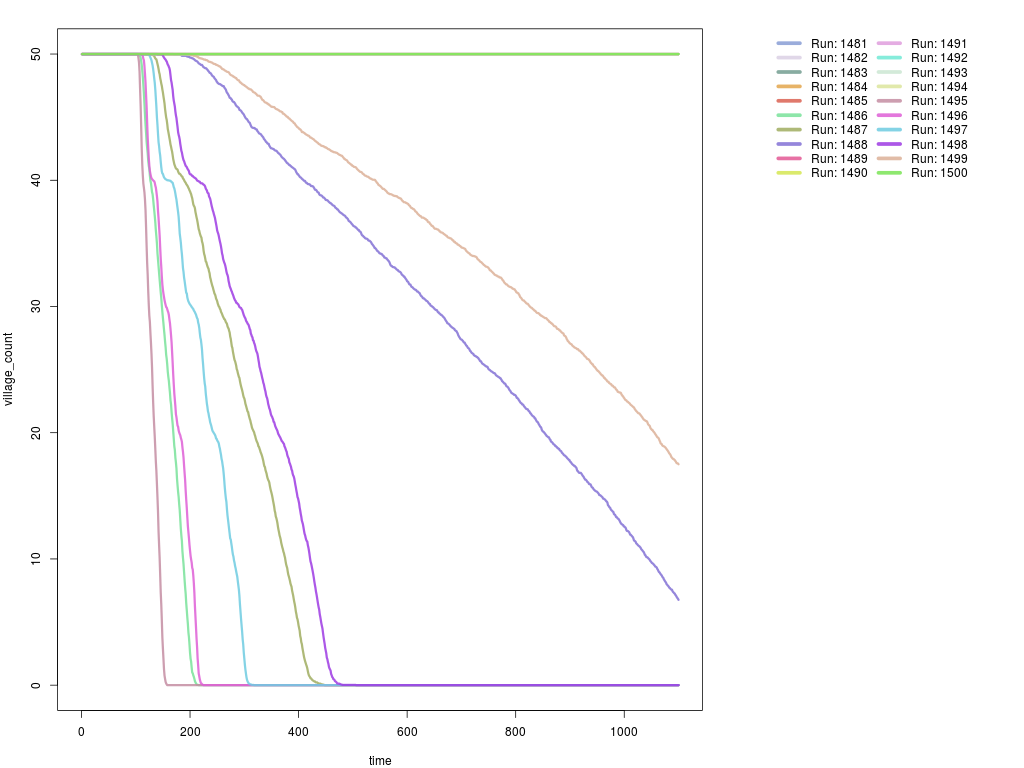 50
40
30
20
10
0
village_count
0 200 400 600 800 1000
time
Run: 1481 Run: 1491
Run: 1482 Run: 1492
Run: 1483 Run: 1493
Run: 1484 Run: 1494
Run: 1485 Run: 1495
Run: 1486 Run: 1496
Run: 1487 Run: 1497
Run: 1488 Run: 1498
Run: 1489 Run: 1499
Run: 1490 Run: 1500